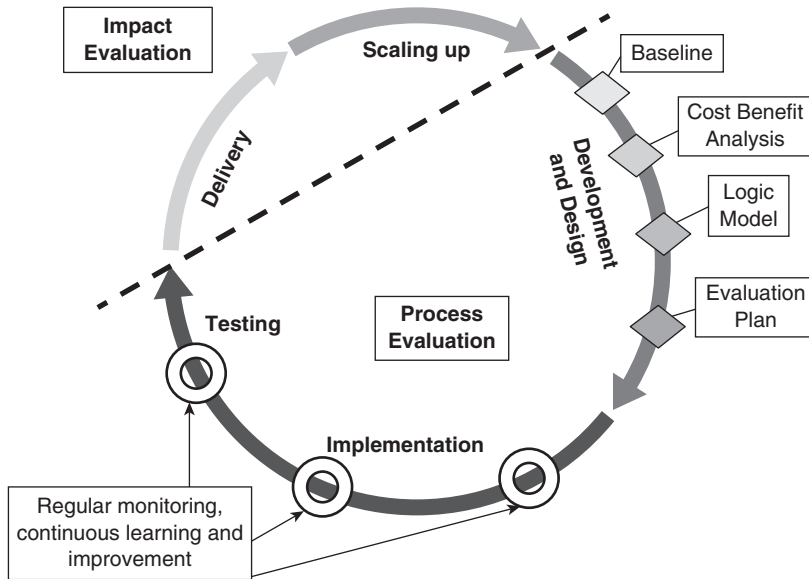 Impact
Evaluation
Scaling up
Baseline
Cost Benefit
Analysis
Delivery
Development
and Design
Logic
Model
Evaluation
Plan
Process
Evaluation
Testing
Implementation
Regular monitoring,
continuous learning and
improvement